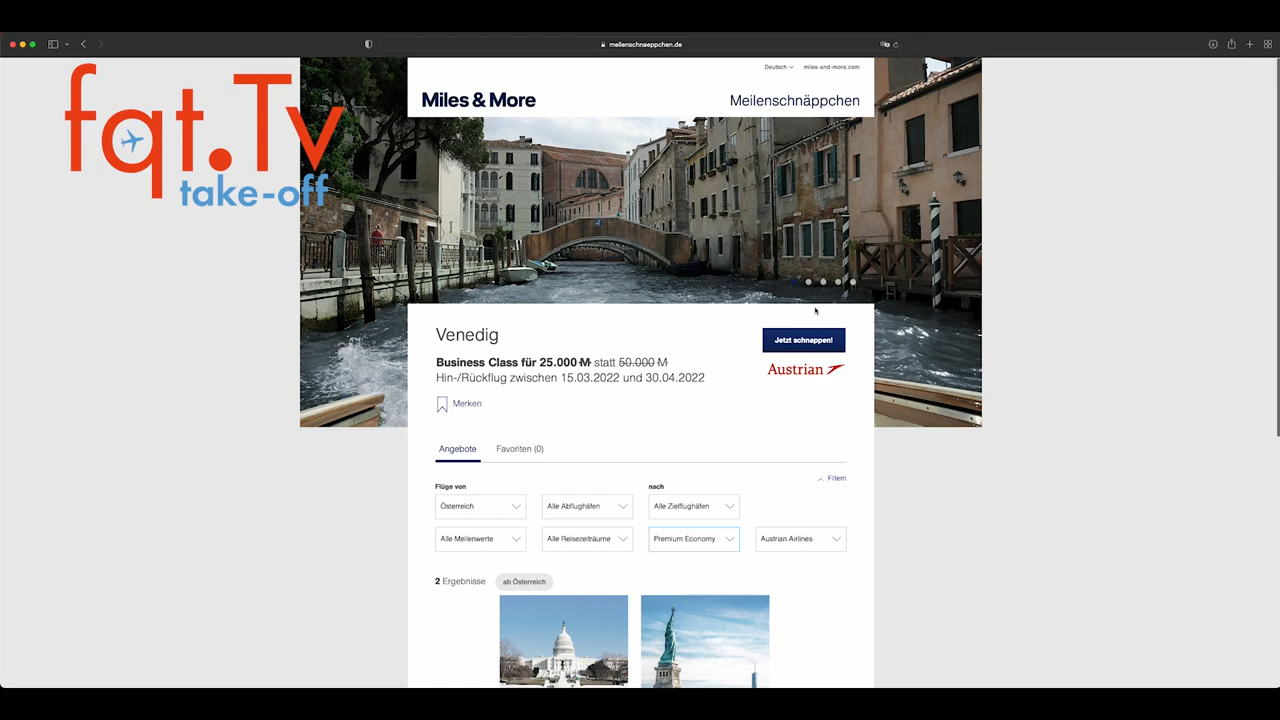 meilenschnaeppchen.de
fqt.Tv
take-off
Deutsch
miles-and-more.com
Miles & More
Meilenschnäppchen
Venedig
Jetzt schnappen!
Business Class für 25.000 M statt 50.000 M
Austrian
Hin-/Rückflug zwischen 15.03.2022 und 30.04.2022
Merken
Angebote
Favoriten (0)
Filtern
Flüge von
nach
Österreich
Alle Abflughäfen
Alle Zielflughäfen
Alle Meilenwerte
Alle Reisezeiträume
Premium Economy
Austrian Airlines
2 Ergebnisse
ab Österreich